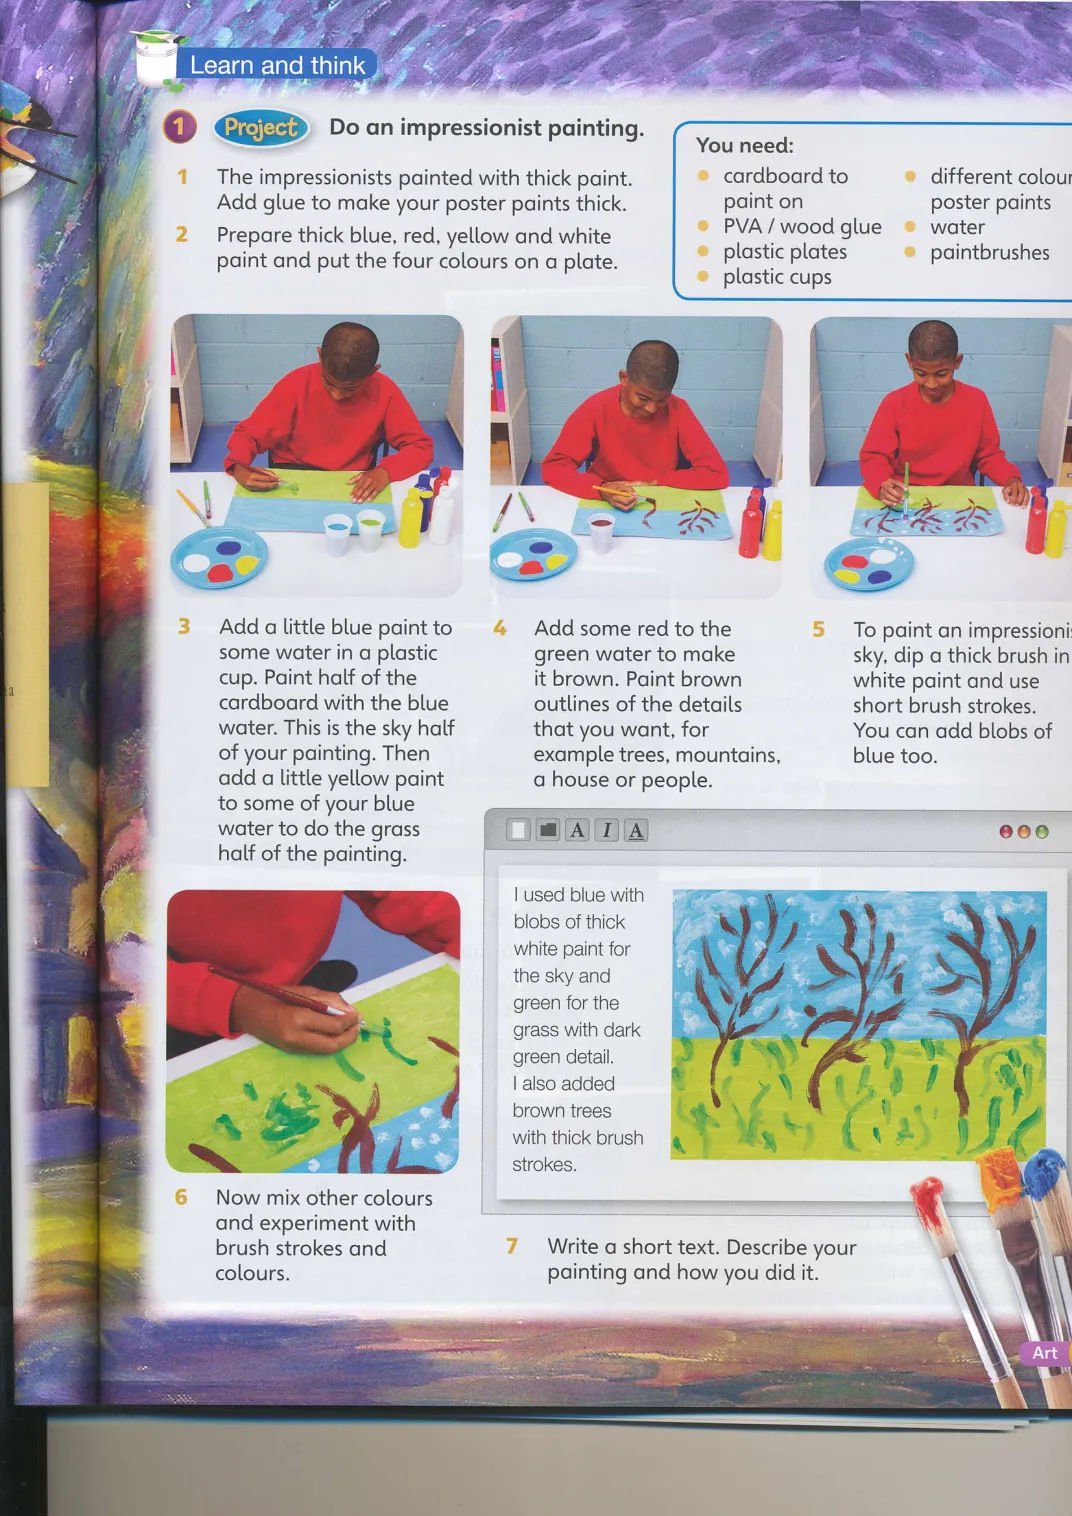 Learn and think
1 Project Do an impressionist painting.
1 The impressionists painted with thick paint.
Add glue to make your poster paints thick.
2 Prepare thick blue, red, yellow and white
paint and put the four colours on a plate.
You need:
cardboard to
paint on
PVA / wood glue
plastic plates
plastic cups
different colour
poster paints
water
paintbrushes
3 Add a little blue paint to
some water in a plastic
cup. Paint half of the
cardboard with the blue
water. This is the sky half
of your painting. Then
add a little yellow paint
to some of your blue
water to do the grass
half of the painting.
4 Add some red to the
green water to make
it brown. Paint brown
outlines of the details
that you want, for
example trees, mountains,
a house or people.
5 To paint an impressionis
sky, dip a thick brush in
white paint and use
short brush strokes.
You can add blobs of
blue too.
A I A
I used blue with
blobs of thick
white paint for
the sky and
green for the
grass with dark
green detail.
I also added
brown trees
with thick brush
strokes.
6 Now mix other colours
and experiment with
brush strokes and
colours.
7 Write a short text. Describe your
painting and how you did it.
Art